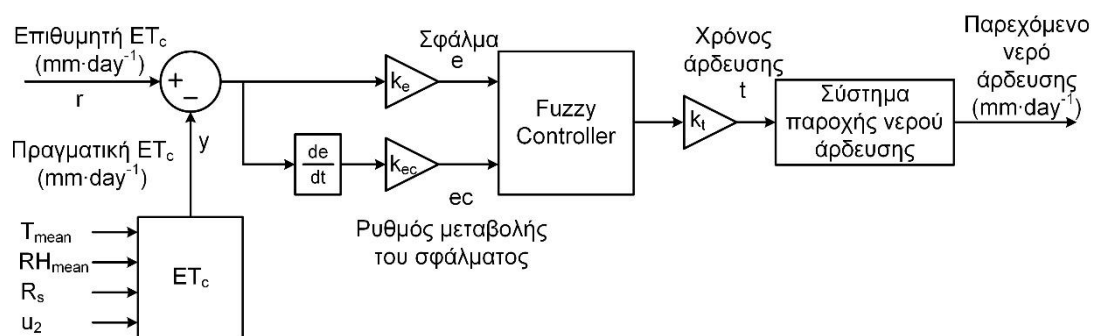 Επιθυμητή ETc
(mm·day-1)
r
+
−
y
Πραγματική ETc
(mm·day-1)
Tmean
RHmean
Rs
u2
ETc
de
dt
ke
kec
Σφάλμα
e
ec
Ρυθμός μεταβολής
του σφάλματος
Fuzzy
Controller
kt
Χρόνος
άρδευσης
t
Σύστημα
παροχής νερού
άρδευσης
Παρεχόμενο
νερό
άρδευσης
(mm·day-1)